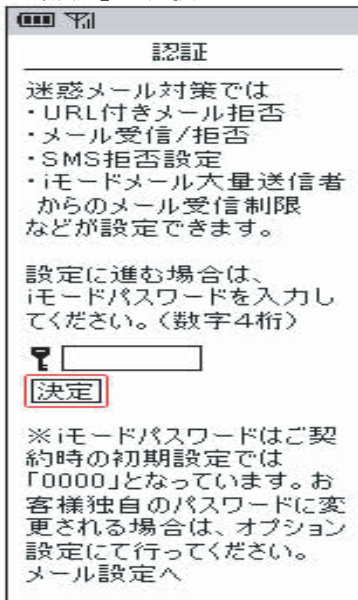 認証
迷惑メール対策では
・URL付きメール拒否
・メール受信/拒否
・SMS拒否設定
・iモードメール大量送信者
からのメール受信制限
などが設定できます。
設定に進む場合は、
iモードパスワードを入力し
てください。(数字4桁)
決定
※iモードパスワードはご契
約時の初期設定では
「0000」となっています。お
客様独自のパスワードに変
更される場合は、オプション
設定にて行ってください。
メール設定へ